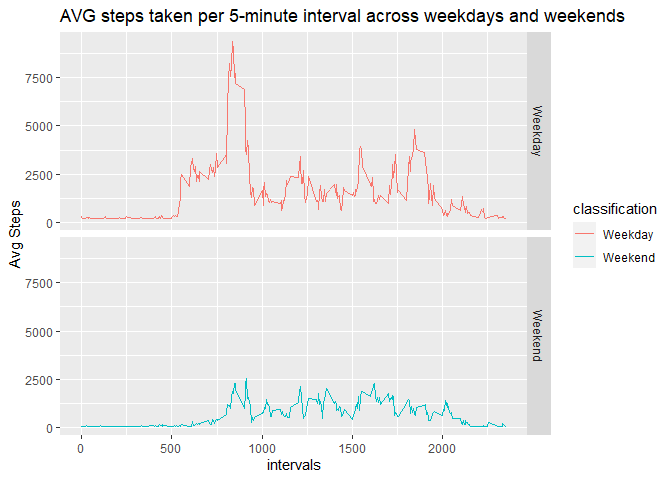 AVG steps taken per 5-minute interval across weekdays and weekends
Avg Steps
7500
5000
2500
0
Weekday
7500
5000
2500
0
Weekend
0
500
1000
1500
2000
intervals
classification
Weekday
Weekend